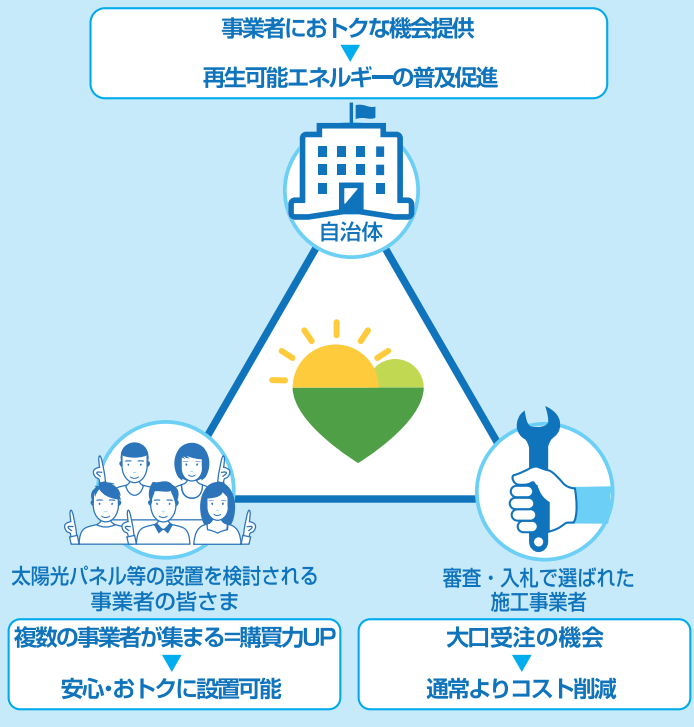 事業者におトクな機会提供
再生可能エネルギーの普及促進
自治体
太陽光パネル等の設置を検討される
事業者の皆さま
複数の事業者が集まる=購買力UP
安心・おトクに設置可能
審査・入札で選ばれた
施工事業者
大口受注の機会
通常よりコスト削減